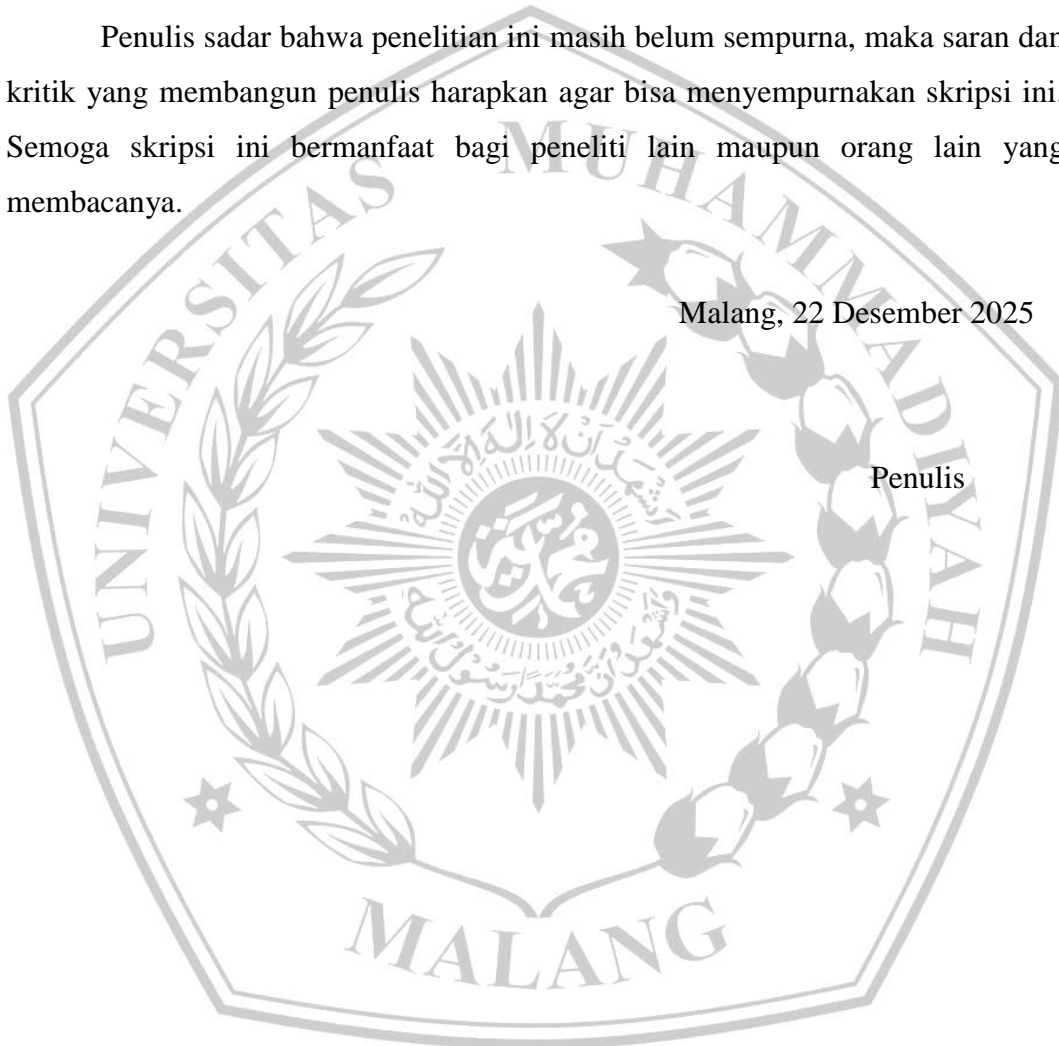 Penulis sadar bahwa penelitian ini masih belum sempurna, maka saran dan
kritik yang membangun penulis harapkan agar bisa menyempurnakan skripsi ini.
Semoga skripsi ini bermanfaat bagi peneliti lain maupun orang lain yang
membacanya.
Malang, 22 Desember 2025
Penulis
UNIVERSITAS MUHAMMADIYAH
MALANG